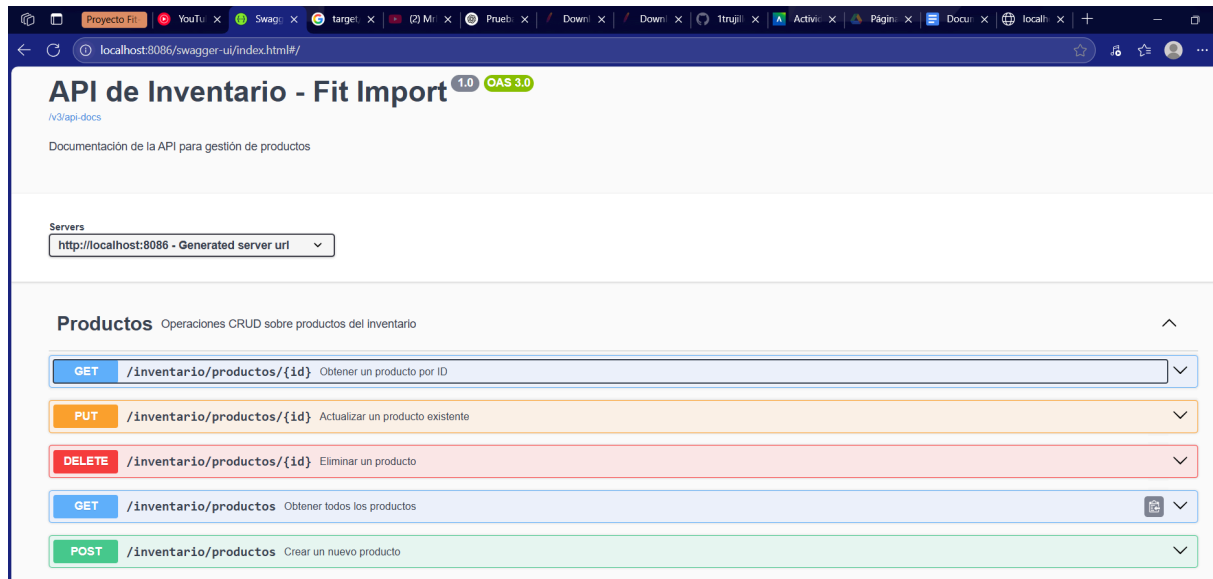 Proyecto Fit
YouTu
Swagg
target,
(2) Mr
Prueb
Downl
Downl
1trujill
Activid
Página
Docur
localh
localhost:8086/swagger-ui/index.html#/
API de Inventario - Fit Import 1.0 OAS 3.0
/v3/api-docs
Documentación de la API para gestión de productos
Servers
http://localhost:8086 - Generated server url
Productos Operaciones CRUD sobre productos del inventario
GET /inventario/productos/{id} Obtener un producto por ID
PUT /inventario/productos/{id} Actualizar un producto existente
DELETE /inventario/productos/{id} Eliminar un producto
GET /inventario/productos Obtener todos los productos
POST /inventario/productos Crear un nuevo producto